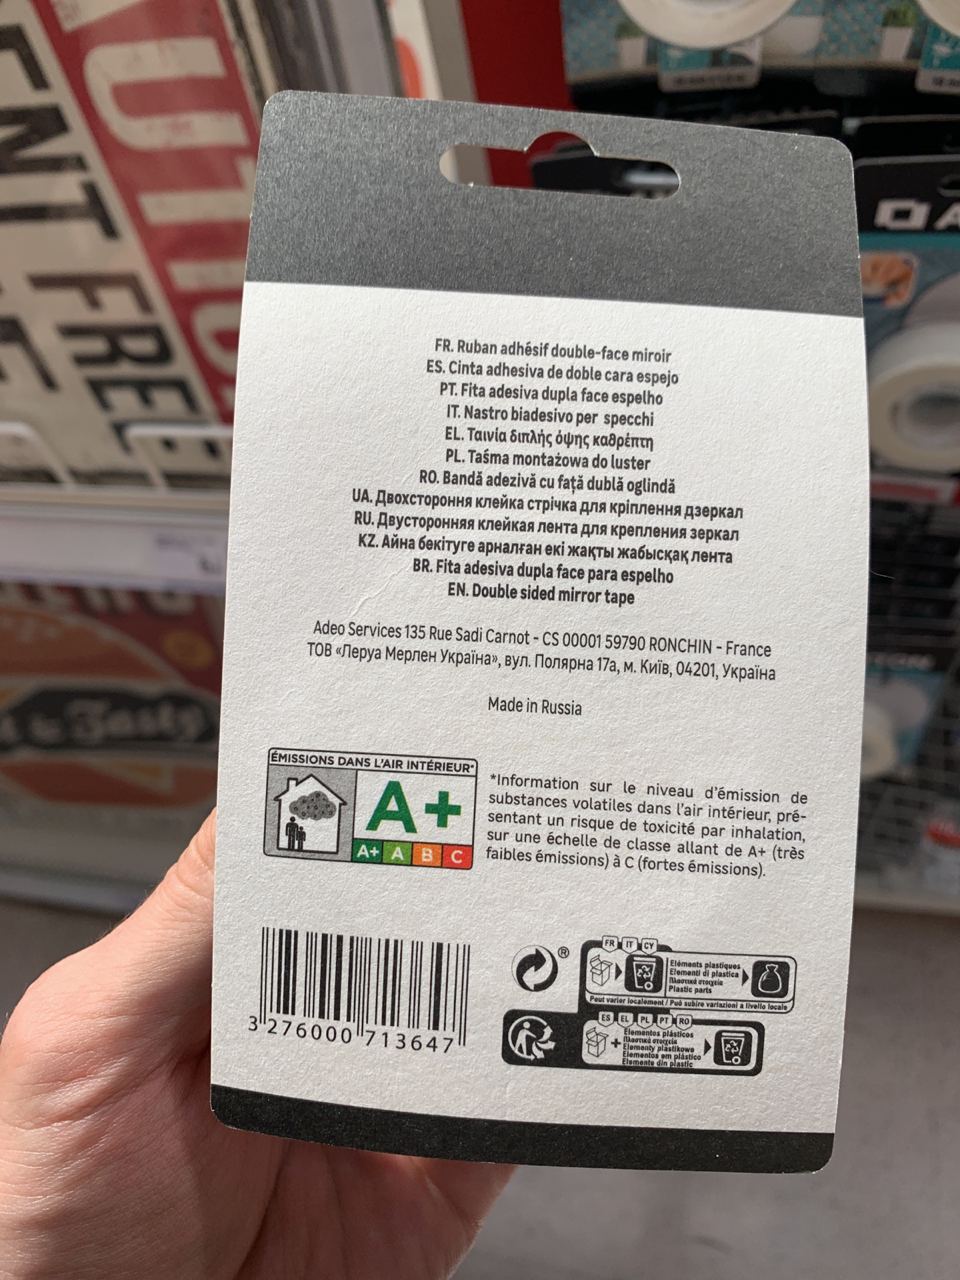 FR. Ruban adhésif double-face miroir
ES. Cinta adhesiva de doble cara espejo
PT. Fita adesiva dupla face espelho
IT. Nastro biadesivo per specchi
EL. Ταινία διπλής όψης καθρέπτη
PL. Taśma montażowa do luster
RO. Bandă adezivă cu față dublă oglindă
UA. Двохстороння клейка стрічка для кріплення дзеркал
RU. Двусторонняя клейкая лента для крепления зеркал
KZ. Айна бекітуге арналған екі жақты жабысқақ лента
BR. Fita adesiva dupla face para espelho
EN. Double sided mirror tape
Adeo Services 135 Rue Sadi Carnot - CS 00001 59790 RONCHIN - France
ТОВ «Леруа Мерлен Україна», вул. Полярна 17а, м. Київ, 04201, Україна
Made in Russia
ÉMISSIONS DANS L'AIR INTÉRIEUR*
A+
A+ A B C
*Information sur le niveau d'émission de
substances volatiles dans l'air intérieur, pré-
sentant un risque de toxicité par inhalation,
sur une échelle de classe allant de A+ (très
faibles émissions) à C (fortes émissions).
3 276000 713647
®
FR IT CY
Eléments plastiques
Elementi di plastica
Πλαστικά στοιχεία
Plastic parts
Peut varier localement / Può subire variazioni a livello locale
ES EL PL PT RO
Elementos plásticos
Πλαστικά στοιχεία
Elementy plastikowe
Elementos em plástico
Elemente din plastic
ENT FREE
& Tasty